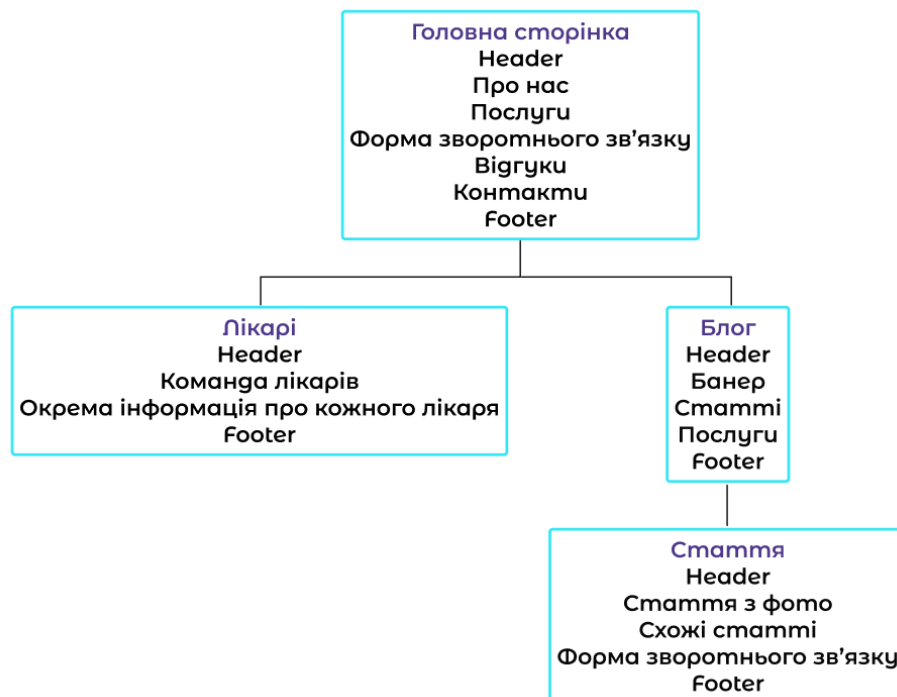 Головна сторінка
Header
Про нас
Послуги
Форма зворотнього зв'язку
Відгуки
Контакти
Footer
Лікарі
Header
Команда лікарів
Окрема інформація про кожного лікаря
Footer
Блог
Header
Банер
Статті
Послуги
Footer
Стаття
Header
Стаття з фото
Схожі статті
Форма зворотнього зв'язку
Footer